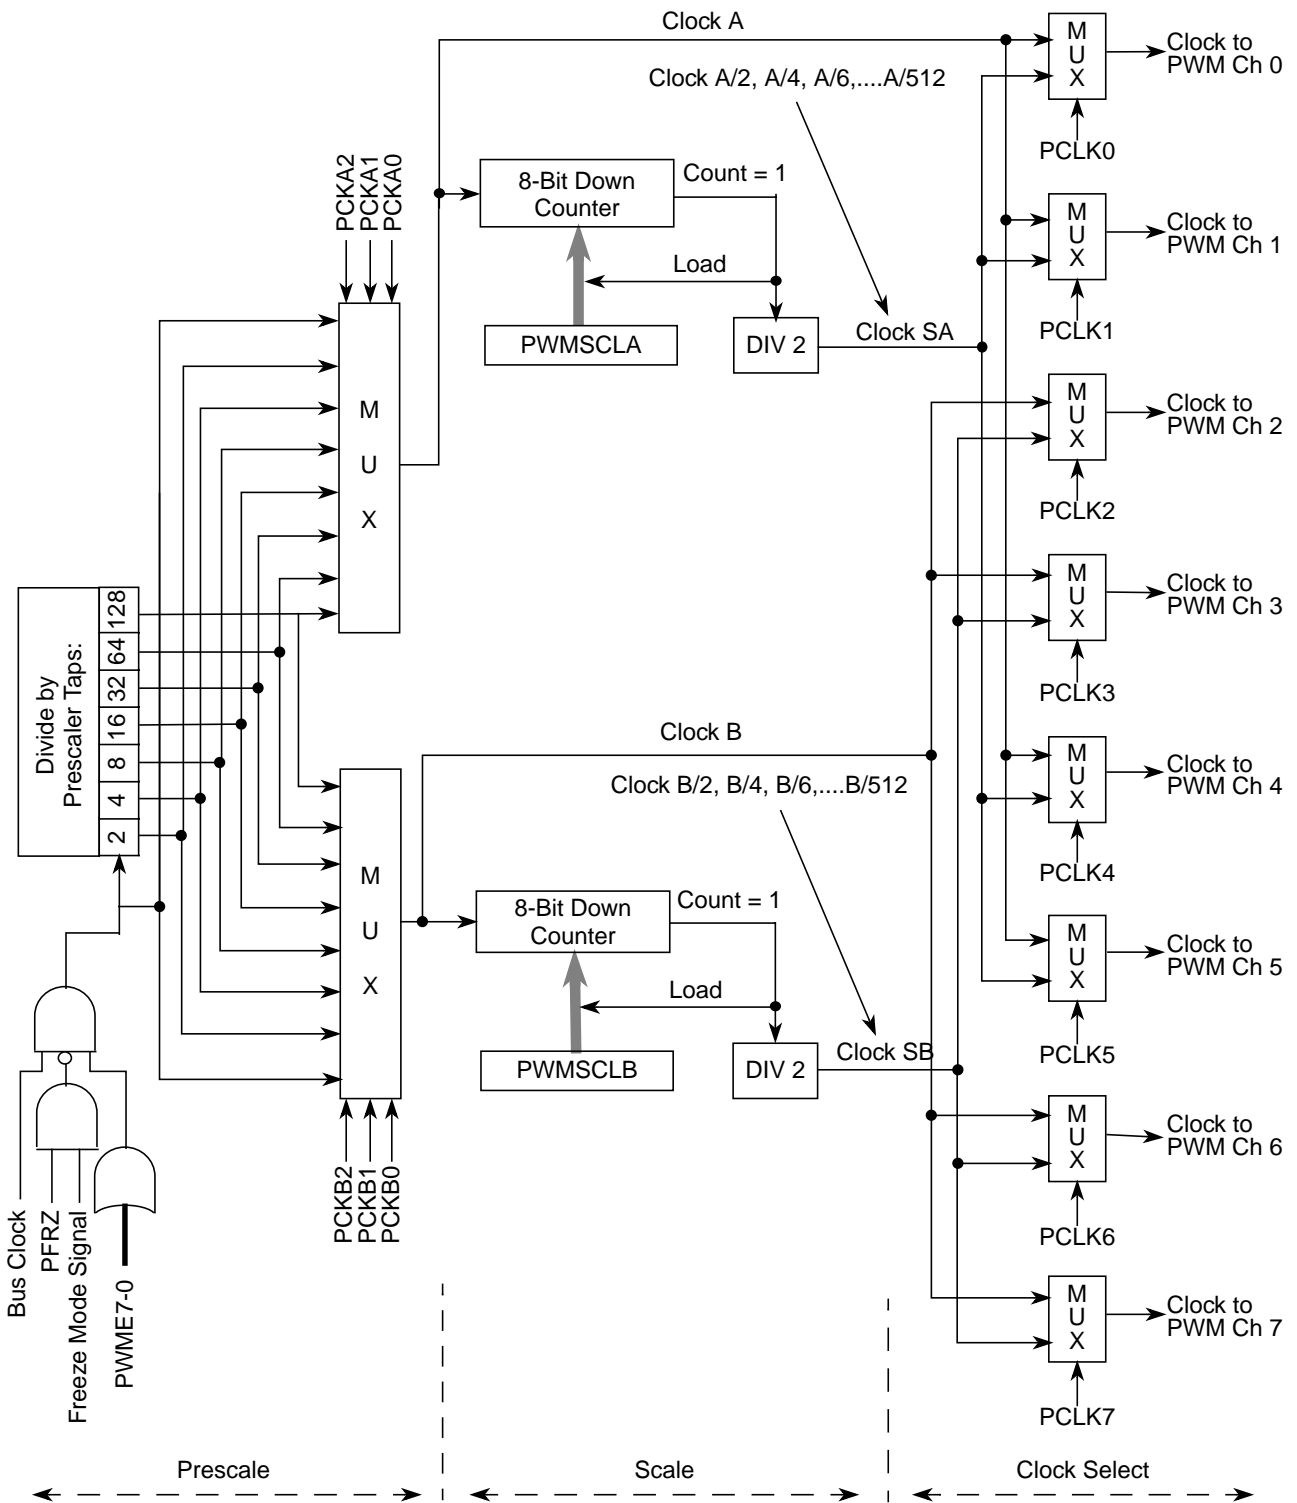 Clock A
Clock A/2, A/4, A/6,....A/512
M
U
X
Clock to
PWM Ch 0
PCLK0
PCKA2
PCKA1
PCKA0
8-Bit Down
Counter
Count = 1
Load
PWMSCLA
DIV 2
Clock SA
M
U
X
Clock to
PWM Ch 1
PCLK1
M
U
X
M
U
X
Clock to
PWM Ch 2
PCLK2
M
U
X
Clock to
PWM Ch 3
PCLK3
Divide by
Prescaler Taps:
128
64
32
16
8
4
2
Clock B
Clock B/2, B/4, B/6,....B/512
M
U
X
Clock to
PWM Ch 4
PCLK4
M
U
X
8-Bit Down
Counter
Count = 1
Load
PWMSCLB
DIV 2
Clock SB
M
U
X
Clock to
PWM Ch 5
PCLK5
M
U
X
Clock to
PWM Ch 6
PCLK6
PCKB2
PCKB1
PCKB0
Bus Clock
PFRZ
Freeze Mode Signal
PWME7-0
M
U
X
Clock to
PWM Ch 7
PCLK7
Prescale
Scale
Clock Select